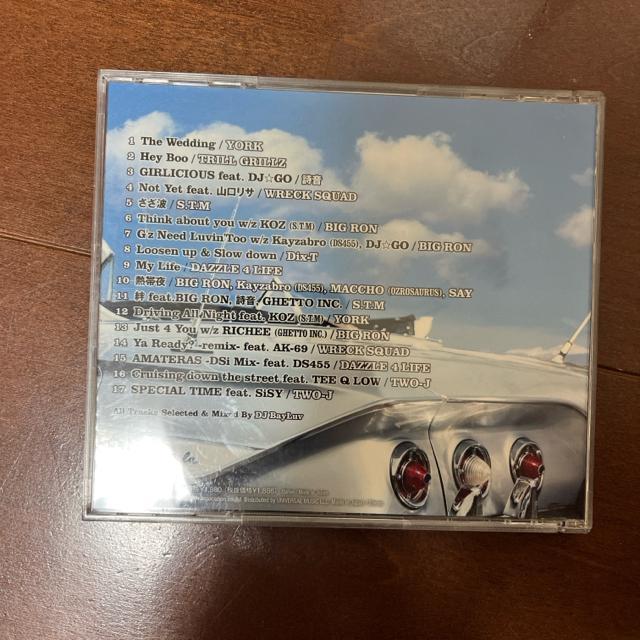 1 The Wedding / YORK
2 Hey Boo / TRILL GRILLZ
3 GIRLICIOUS feat. DJ☆GO / 詩音
4 Not Yet feat. 山口リサ / WRECK SQUAD
5 さざ波 / S.T.M
6 Think about you w/z KOZ (S.T.M) / BIG RON
7 G'z Need Luvin'Too w/z Kayzabro (DS455), DJ☆GO / BIG RON
8 Loosen up & Slow down / Dix-T
9 My Life / DAZZLE 4 LIFE
10 熱帯夜 / BIG RON, Kayzabro (DS455), MACCHO (OZROSAURUS), SAY
11 絆 feat.BIG RON, 詩音, GHETTO INC. / S.T.M
12 Driving All Night feat. KOZ (S.T.M) / YORK
13 Just 4 You w/z RICHEE (GHETTO INC.) / BIG RON
14 Ya Ready? -remix- feat. AK-69 / WRECK SQUAD
15 AMATERAS -DSi Mix- feat. DS455 / DAZZLE 4 LIFE
16 Cruising down the street feat. TEE Q LOW / TWO-J
17 SPECIAL TIME feat. SiSY / TWO-J
All Tracks Selected & Mixed By DJ BayLuv